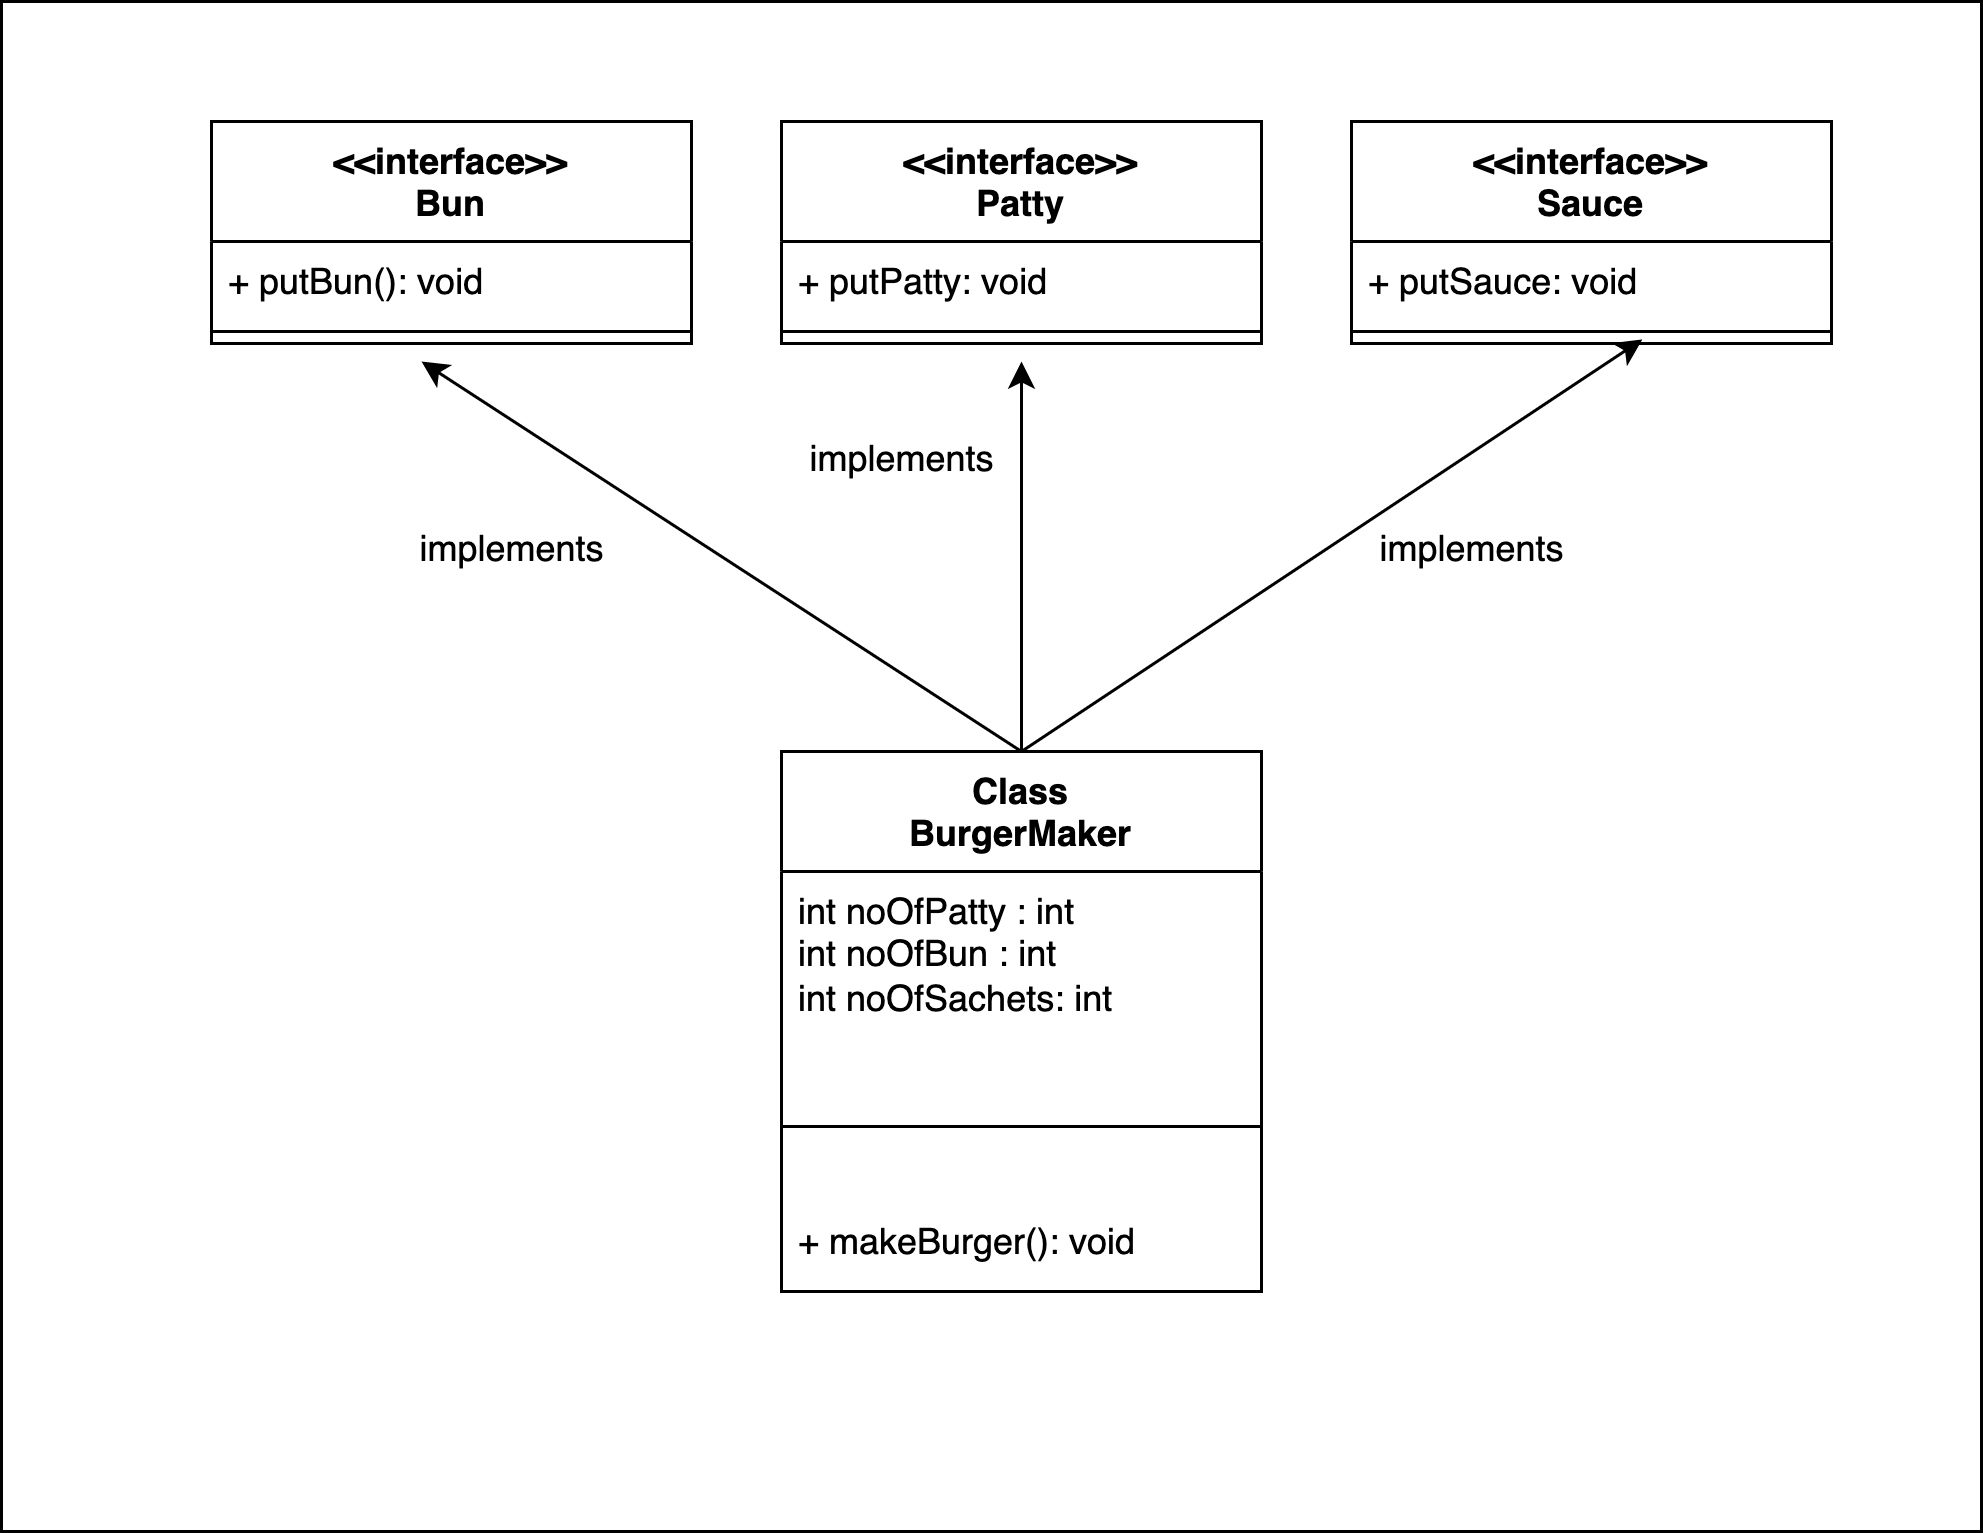 <<interface>>
Bun
+ putBun(): void
<<interface>>
Patty
+ putPatty: void
<<interface>>
Sauce
+ putSauce: void
implements
implements
implements
Class
BurgerMaker
int noOfPatty : int
int noOfBun : int
int noOfSachets: int
+ makeBurger(): void